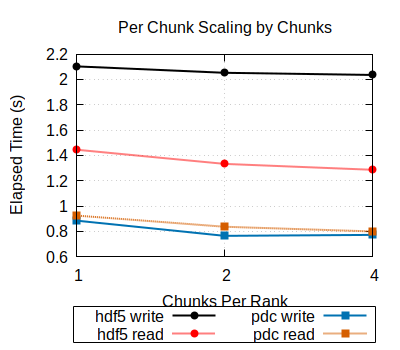 Per Chunk Scaling by Chunks
Elapsed Time (s)
2.2
2
1.8
1.6
1.4
1.2
1
0.8
0.6
1 2 4
Chunks Per Rank
hdf5 write pdc write
hdf5 read pdc read